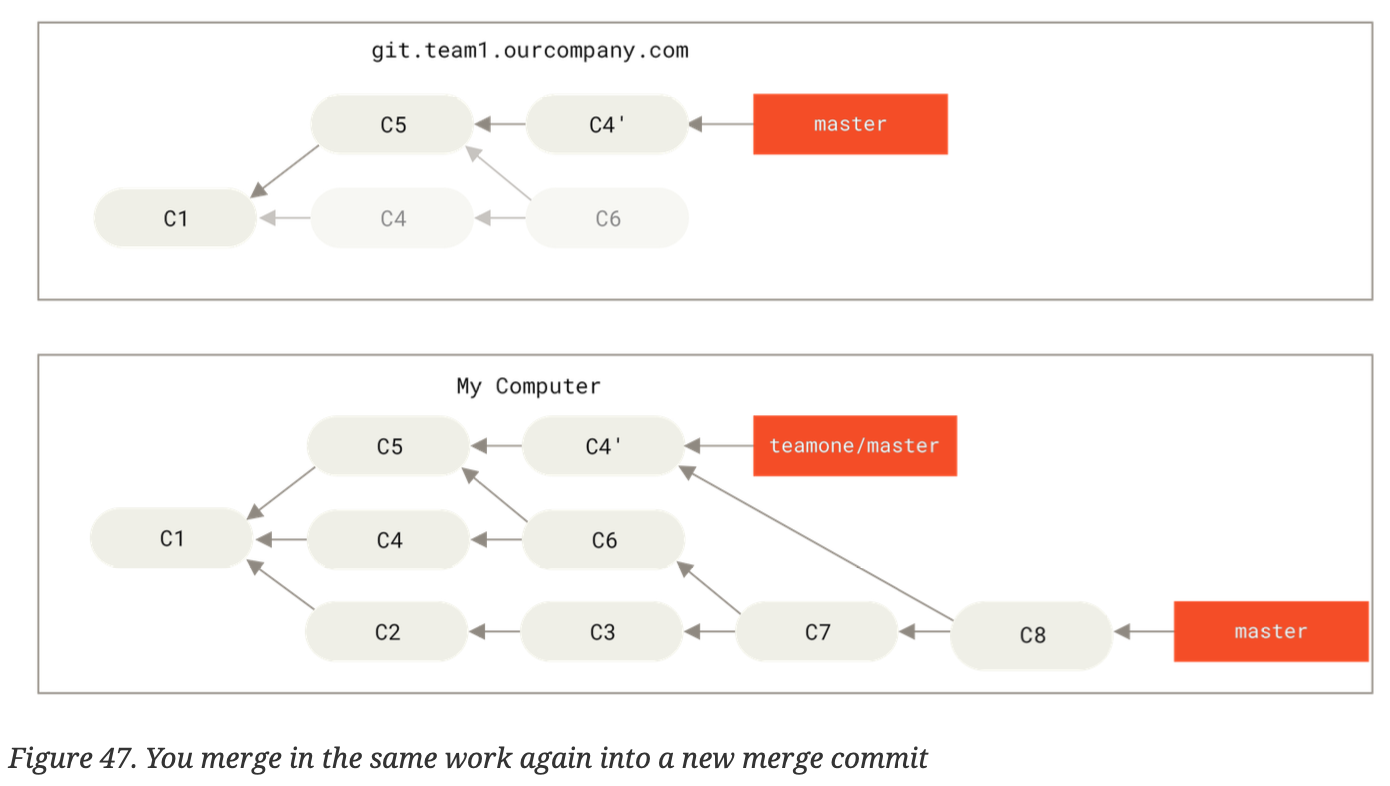 git.team1.ourcompany.com
C5 C4' master
C1 C4 C6
My Computer
C5 C4' teamone/master
C1 C4 C6
C2 C3 C7 C8 master
Figure 47. You merge in the same work again into a new merge commit